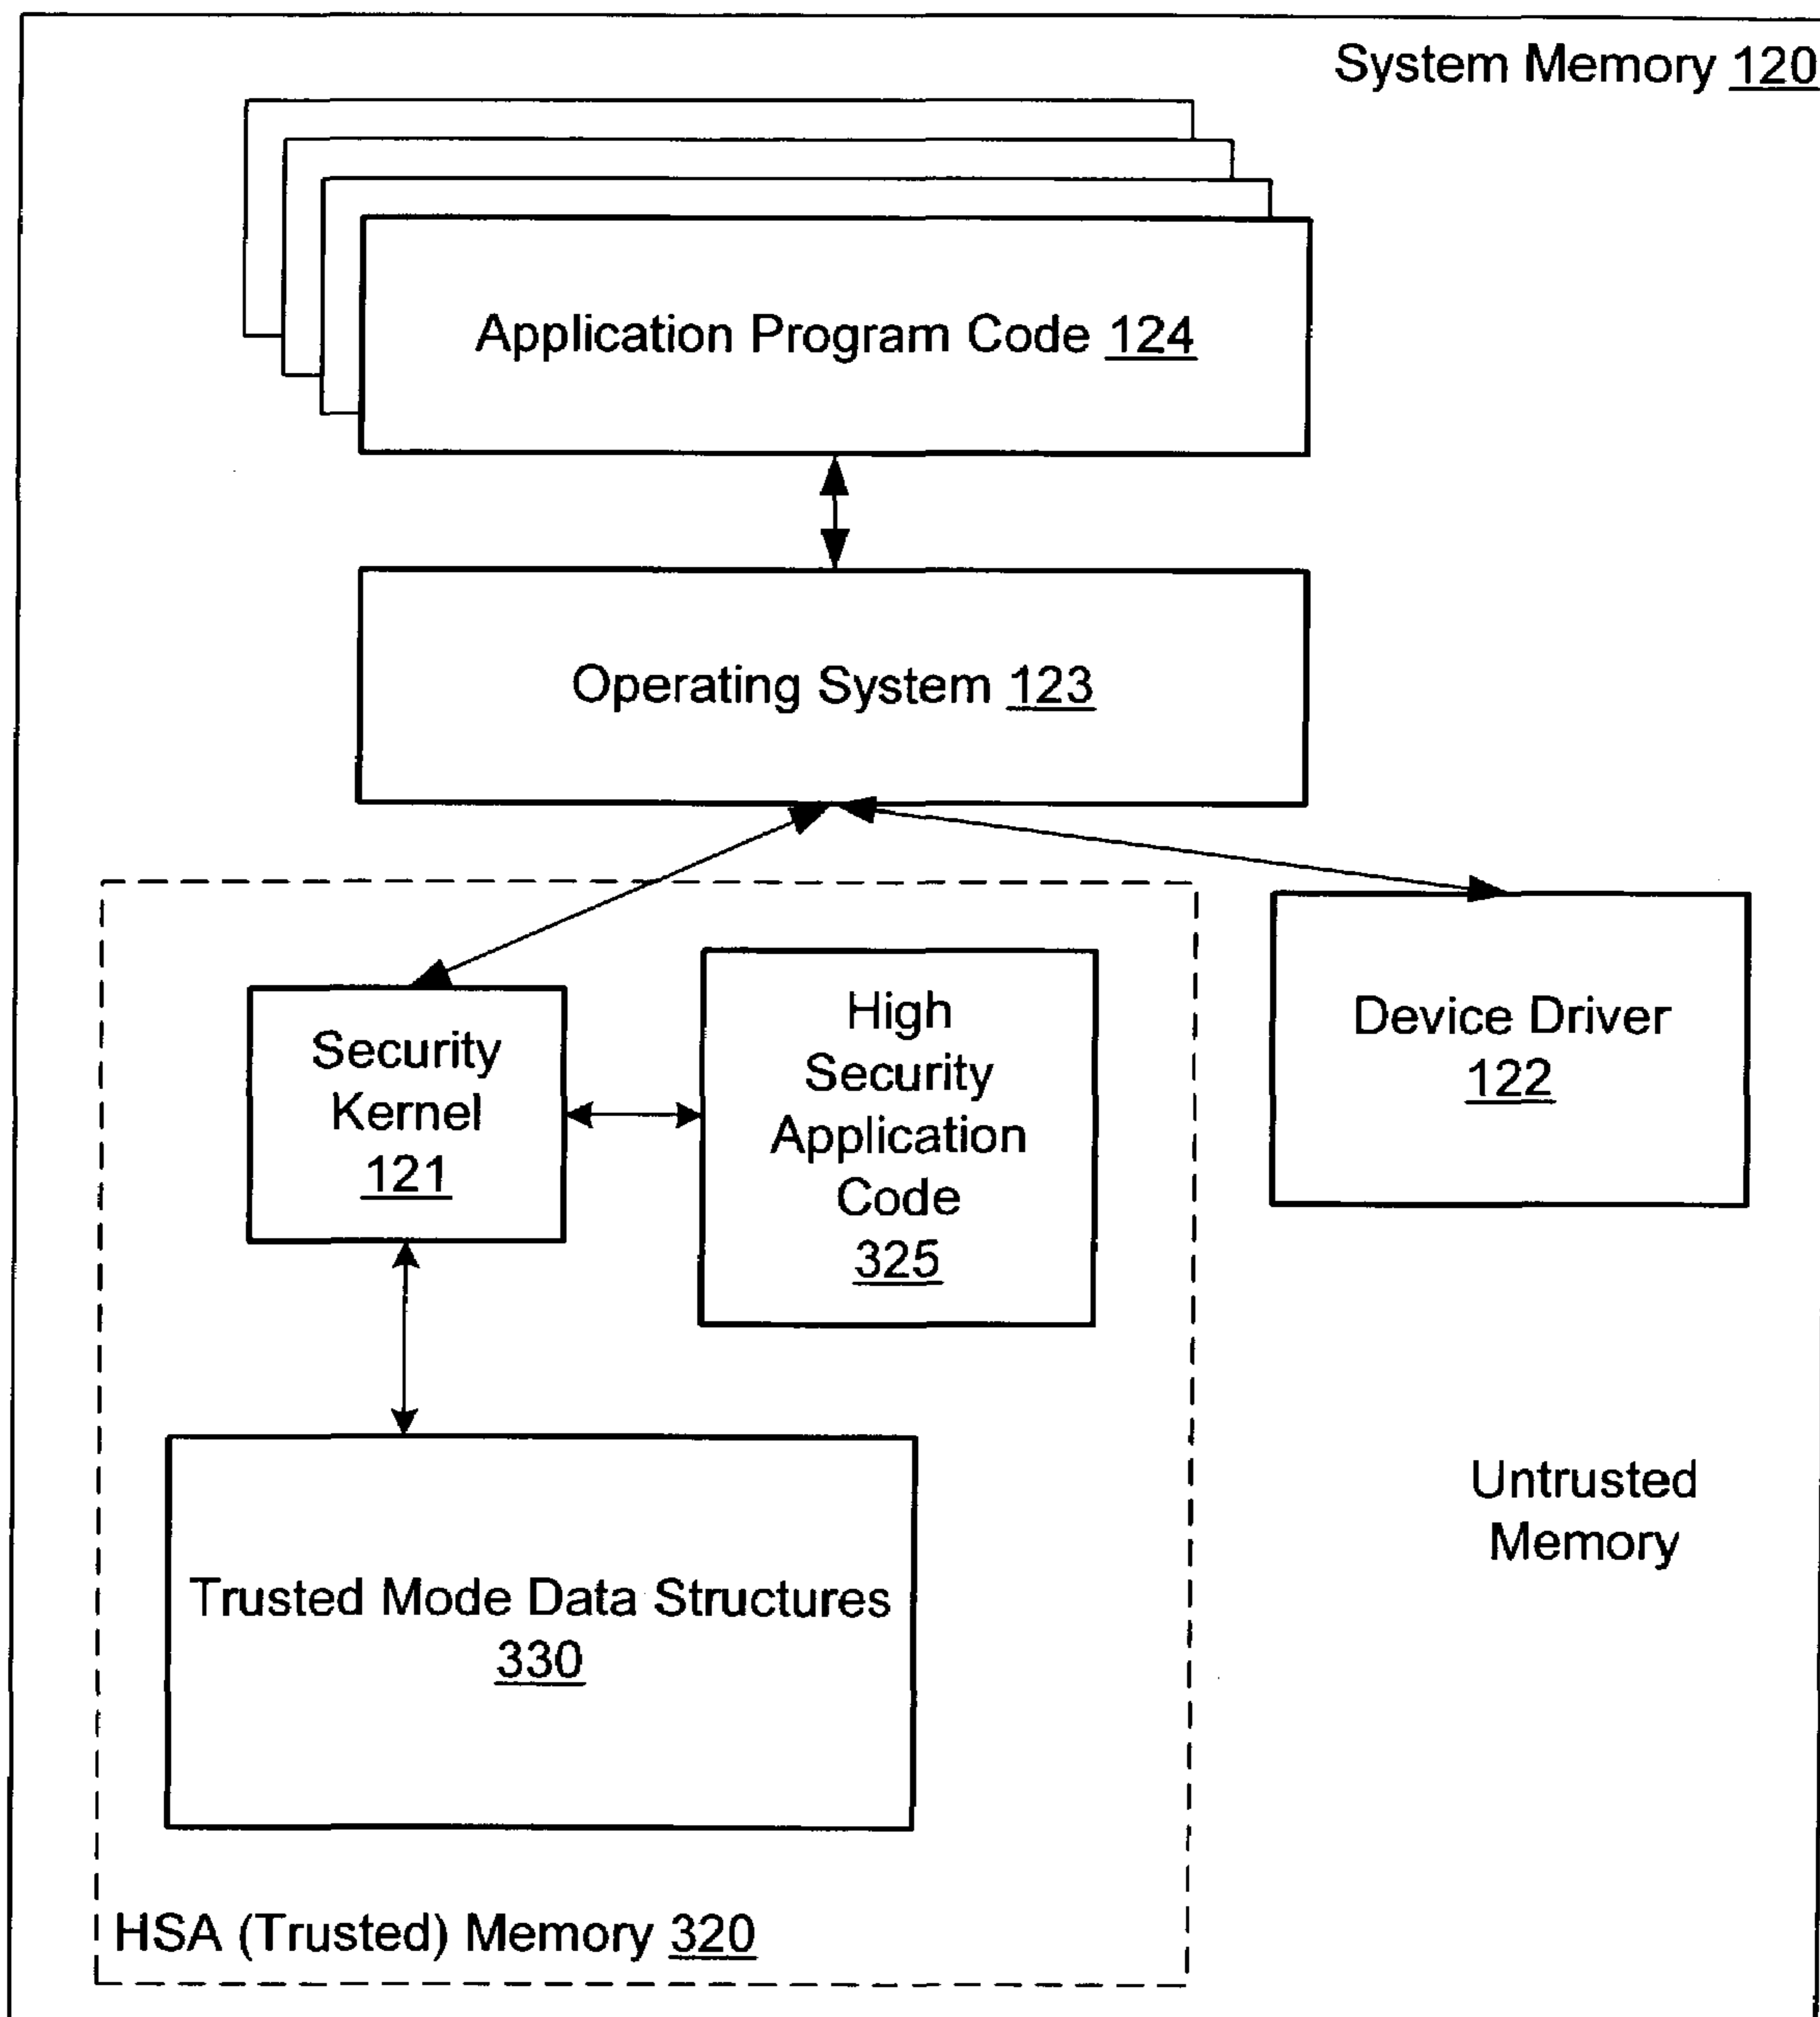 System Memory 120
Application Program Code 124
Operating System 123
Security
Kernel
121
High
Security
Application
Code
325
Device Driver
122
Trusted Mode Data Structures
330
Untrusted
Memory
HSA (Trusted) Memory 320